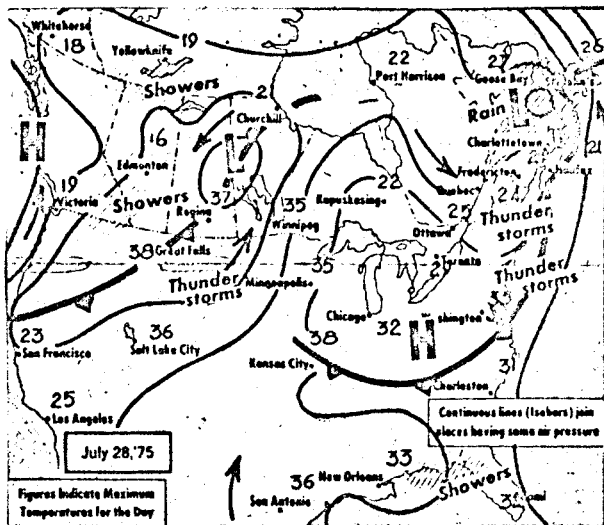 Whitehorse
18
19
Yellowknife
Showers
22
Port Harrison
Goose Bay
Rain
L
Churchill
H
16
L
Charlottetown
Edmonton
Fredericton
19
Victoria
Showers
37
Regina
35
Kapuskasing
22
Quebec
Winnipeg
Ottawa
25
Thunder
storms
38
Great Falls
Toronto
Thunder
storms
Minneapolis
35
Thunder
storms
Chicago
32
H
23
San Francisco
36
Salt Lake City
38
Kansas City
31
Charleston
25
Los Angeles
Continuous lines (Isobars) join
places having same air pressure
July 28,'75
33
New Orleans
36
San Antonio
Showers
Figures Indicate Maximum
Temperatures for the Day